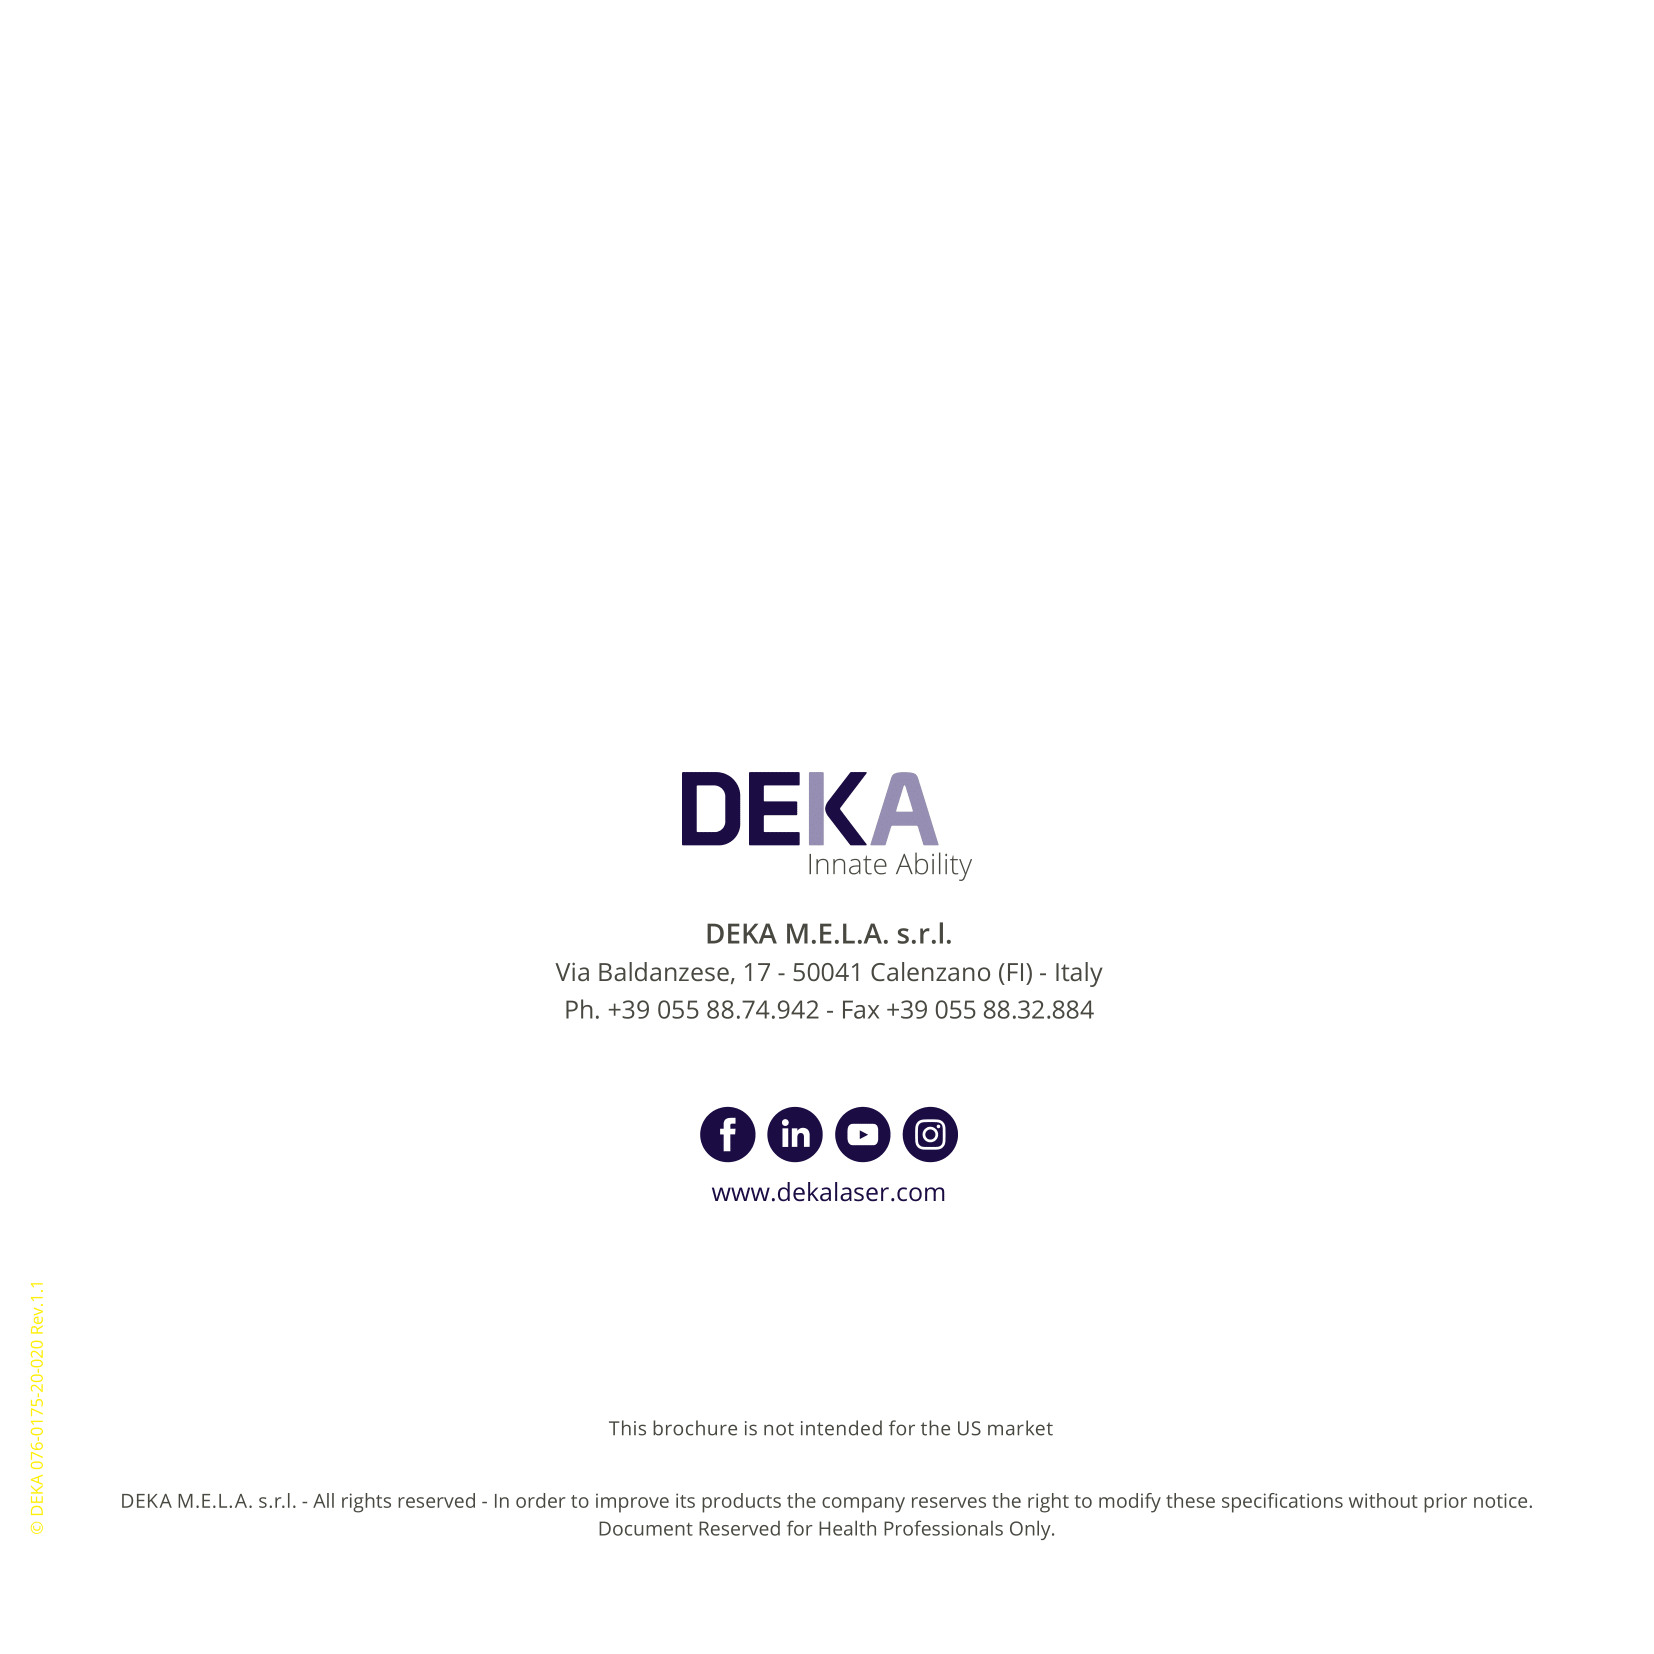 DEKA
Innate Ability
DEKA M.E.L.A. s.r.l.
Via Baldanzese, 17 - 50041 Calenzano (FI) - Italy
Ph. +39 055 88.74.942 - Fax +39 055 88.32.884
www.dekalaser.com
© DEKA 076-0175-20-020 Rev.1.1
This brochure is not intended for the US market
DEKA M.E.L.A. s.r.l. - All rights reserved - In order to improve its products the company reserves the right to modify these specifications without prior notice.
Document Reserved for Health Professionals Only.